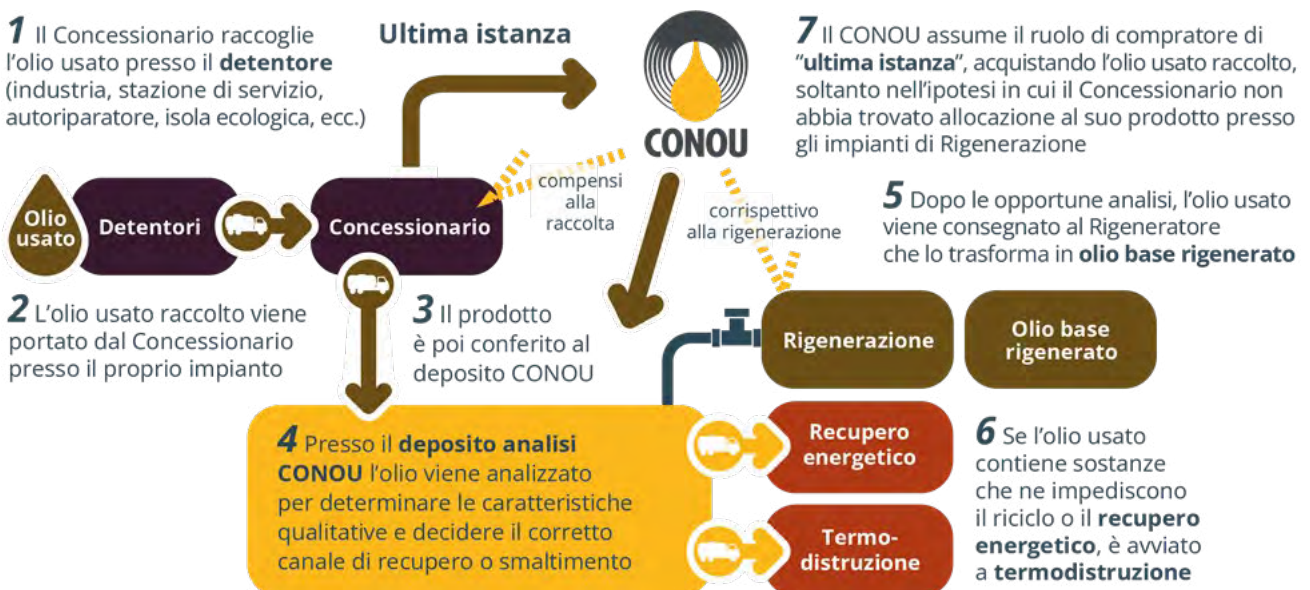 1 Il Concessionario raccoglie
l'olio usato presso il detentore
(industria, stazione di servizio,
autoriparatore, isola ecologica, ecc.)
Ultima istanza
CONOU
7 Il CONOU assume il ruolo di compratore di
"ultima istanza", acquistando l'olio usato raccolto,
soltanto nell'ipotesi in cui il Concessionario non
abbia trovato allocazione al suo prodotto presso
gli impianti di Rigenerazione
Olio
usato
Detentori
Concessionario
compensi
alla
raccolta
corrispettivo
alla rigenerazione
5 Dopo le opportune analisi, l'olio usato
viene consegnato al Rigeneratore
che lo trasforma in olio base rigenerato
2 L'olio usato raccolto viene
portato dal Concessionario
presso il proprio impianto
3 Il prodotto
è poi conferito al
deposito CONOU
Rigenerazione
Olio base
rigenerato
4 Presso il deposito analisi
CONOU l'olio viene analizzato
per determinare le caratteristiche
qualitative e decidere il corretto
canale di recupero o smaltimento
Recupero
energetico
Termo-
distruzione
6 Se l'olio usato
contiene sostanze
che ne impediscono
il riciclo o il recupero
energetico, è avviato
a termodistruzione